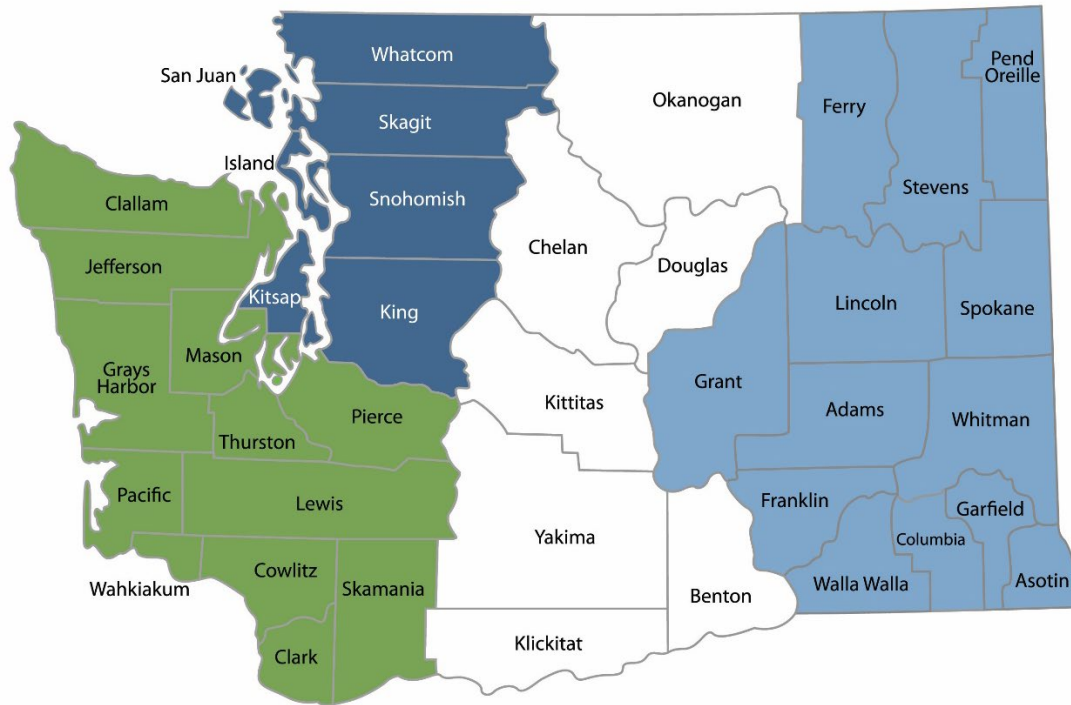 Whatcom
San Juan
Pend
Oreille
Okanogan
Ferry
Skagit
Island
Stevens
Snohomish
Clallam
Chelan
Douglas
Jefferson
Kitsap
Lincoln
Spokane
King
Mason
Grays
Harbor
Grant
Kittitas
Adams
Whitman
Pierce
Thurston
Pacific
Lewis
Franklin
Garfield
Yakima
Columbia
Wahkiakum
Cowlitz
Skamania
Walla Walla
Asotin
Benton
Klickitat
Clark